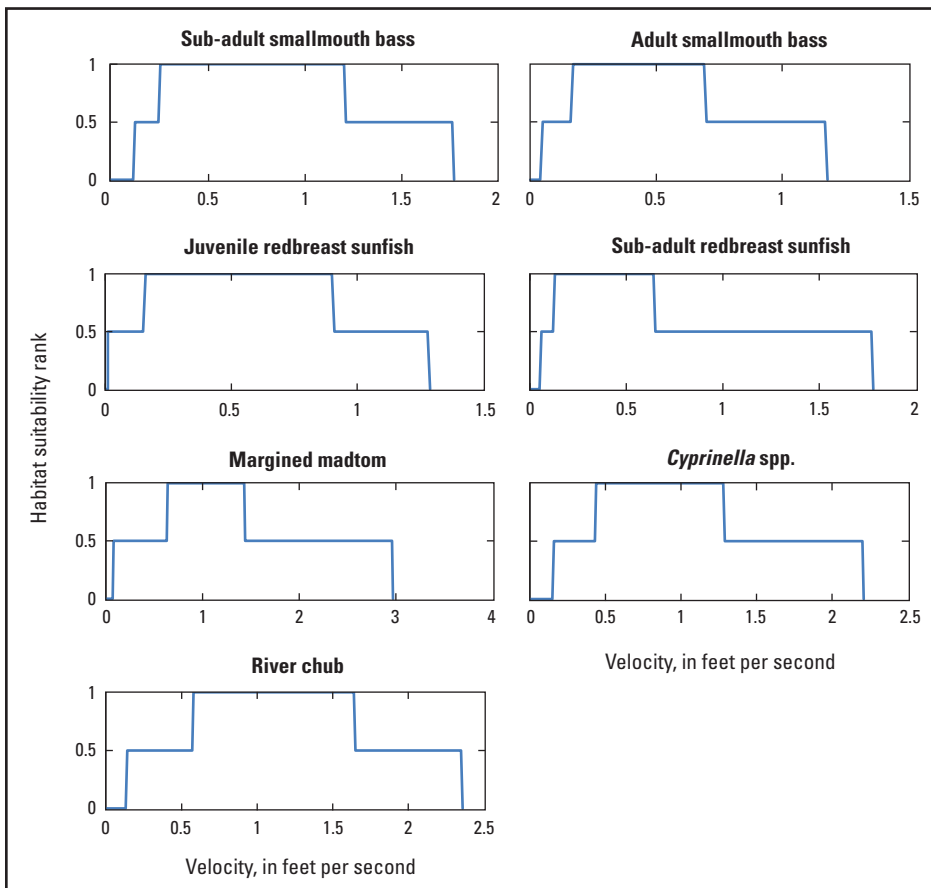 Sub-adult smallmouth bass
Adult smallmouth bass
1
0.5
0
0 0.5 1 1.5 2
0 0.5 1 1.5
Juvenile redbreast sunfish
Sub-adult redbreast sunfish
1
0.5
0
0 0.5 1 1.5
0 0.5 1 1.5 2
Habitat suitability rank
Margined madtom
Cyprinella spp.
1
0.5
0
0 1 2 3 4
0 0.5 1 1.5 2 2.5
Velocity, in feet per second
River chub
1
0.5
0
0 0.5 1 1.5 2 2.5
Velocity, in feet per second